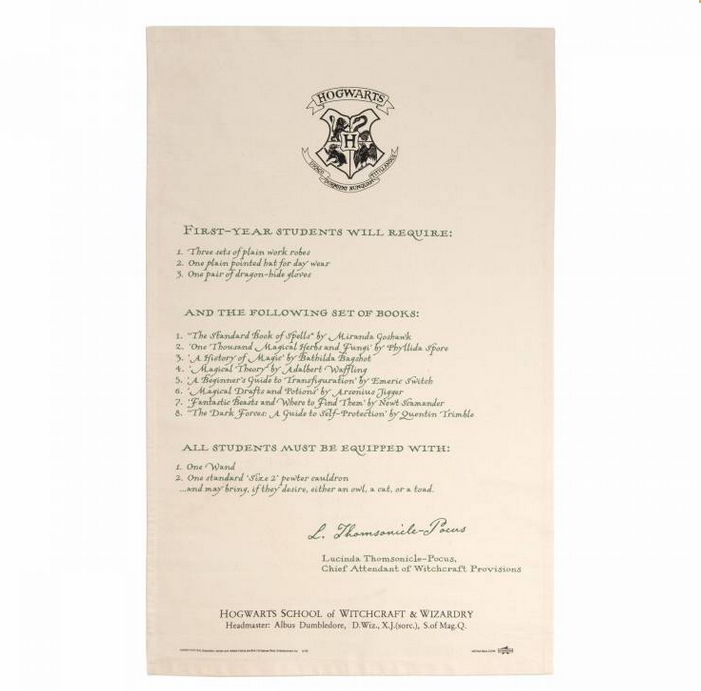 HOGWARTS
DRACO DORMIENS NUNQUAM TITILLANDUS
H
FIRST-YEAR STUDENTS WILL REQUIRE:
1. Three sets of plain work robes
2. One plain pointed hat for day wear
3. One pair of dragon-hide gloves
AND THE FOLLOWING SET OF BOOKS:
1. "The Standard Book of Spells" by Miranda Goshawk
2. 'One Thousand Magical Herbs and Fungi' by Phyllida Spore
3. 'A History of Magic' by Bathilda Bagshot
4. 'Magical Theory' by Adalbert Waffling
5. 'A Beginner's Guide to Transfiguration' by Emeric Switch
6. 'Magical Drafts and Potions' by Arsenius Jigger
7. 'Fantastic Beasts and Where to Find Them' by Newt Scamander
8. "The Dark Forces: A Guide to Self-Protection' by Quentin Trimble
ALL STUDENTS MUST BE EQUIPPED WITH:
1. One Wand
2. One standard 'Size 2' pewter cauldron
...and may bring, if they desire, either an owl, a cat, or a toad.
L. Thomsonicle-Pocus
Lucinda Thomsonicle-Pocus,
Chief Attendant of Witchcraft Provisions
HOGWARTS SCHOOL of WITCHCRAFT & WIZARDRY
Headmaster: Albus Dumbledore, D.Wiz., X.J.(sorc.), S.of Mag.Q.